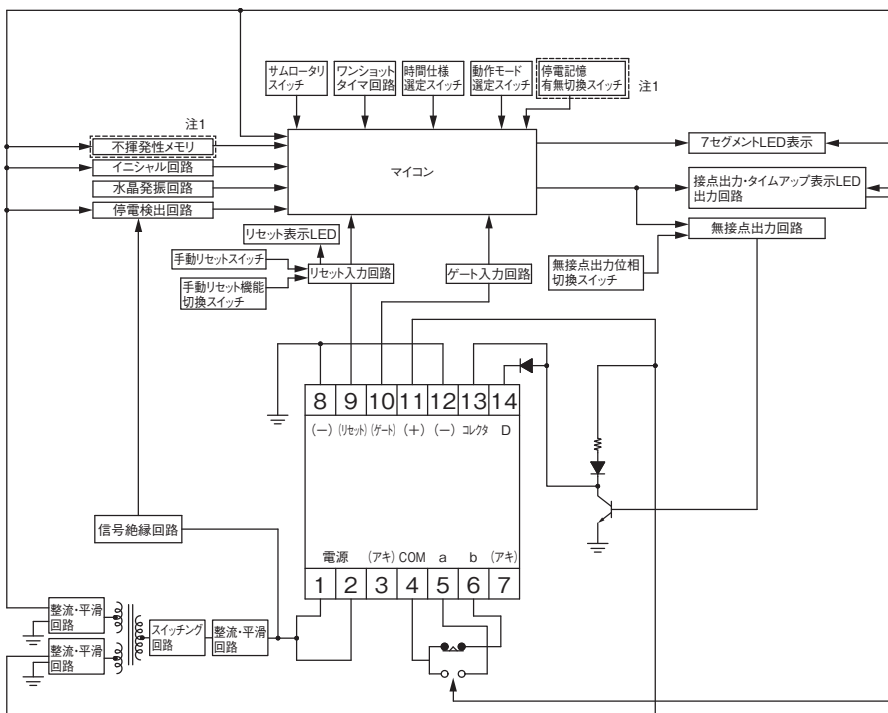 サムロータリ
スイッチ
ワンショット
タイマ回路
時間仕様
選定スイッチ
動作モード
選定スイッチ
停電記憶
有無切換スイッチ
注1
注1
不揮発性メモリ
イニシャル回路
水晶発振回路
停電検出回路
マイコン
7セグメントLED表示
接点出力・タイムアップ表示LED
出力回路
無接点出力回路
リセット表示LED
手動リセットスイッチ
手動リセット機能
切換スイッチ
リセット入力回路
ゲート入力回路
無接点出力位相
切換スイッチ
8 9 10 11 12 13 14
(−) (リセット) (ゲート) (+) (−) コレクタ D
信号絶縁回路
電源 (アキ) COM a b (アキ)
1 2 3 4 5 6 7
整流・平滑
回路
スイッチング
回路
整流・平滑
回路
整流・平滑
回路